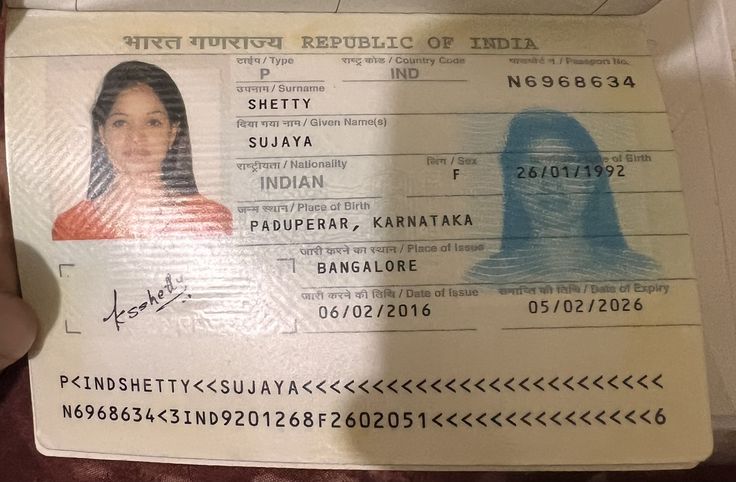 भारत गणराज्य REPUBLIC OF INDIA
टाईप / Type राष्ट्र कोड / Country Code पासपोर्ट न. / Passport No.
P IND N6968634
उपनाम / Surname
SHETTY
दिया गया नाम / Given Name(s)
SUJAYA
राष्ट्रीयता / Nationality लिंग / Sex of Birth
INDIAN F 26/01/1992
जन्म स्थान / Place of Birth
PADUPERAR, KARNATAKA
जारी करने का स्थान / Place of Issue
BANGALORE
जारी करने की तिथि / Date of Issue समाप्ति की तिथि / Date of Expiry
06/02/2016 05/02/2026
Ksshetty
P<INDSHETTY<<SUJAYA<<<<<<<<<<<<<<<<<<<<<<<<<
N6968634<3IND9201268F2602051<<<<<<<<<<<<<<<6